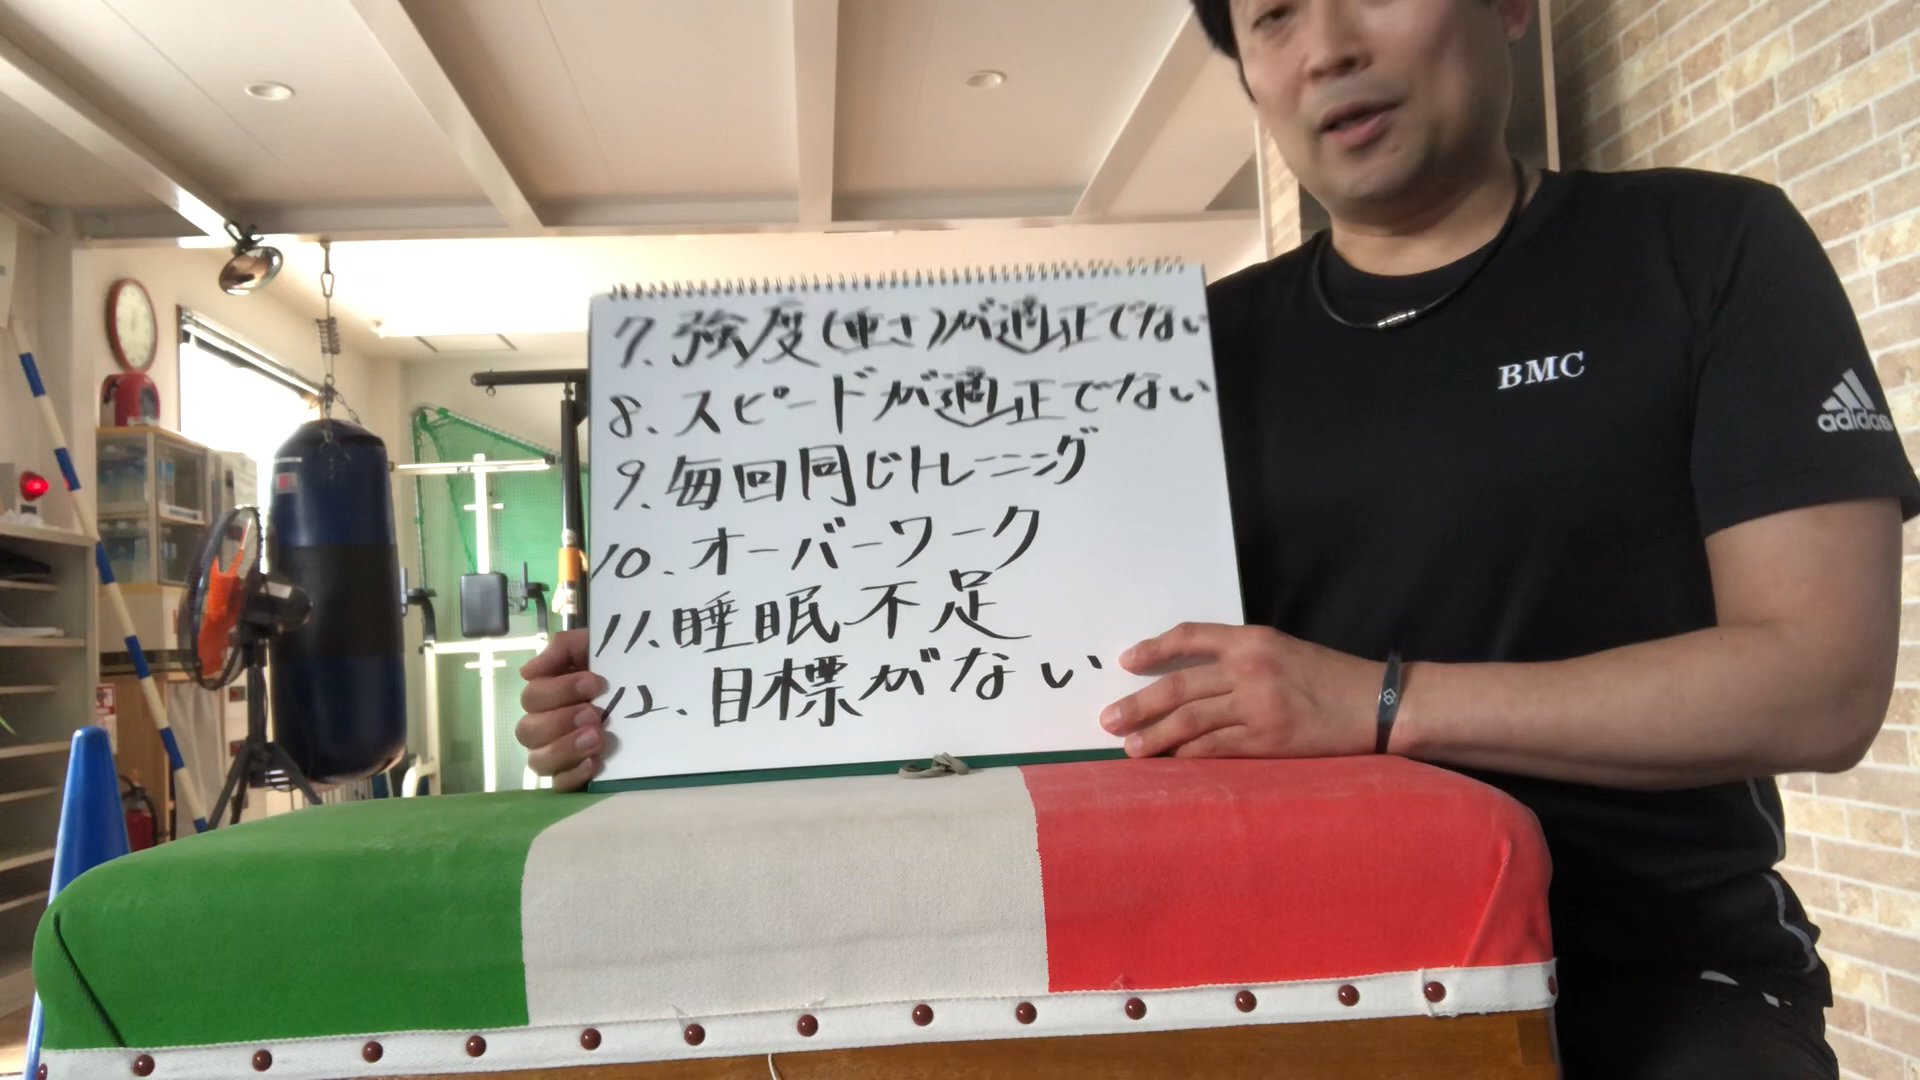 7. 強度(重さ)が適正でない
8. スピードが適正でない
9. 毎回同じトレーニング
10. オーバーワーク
11. 睡眠不足
12. 目標がない
BMC
adidas